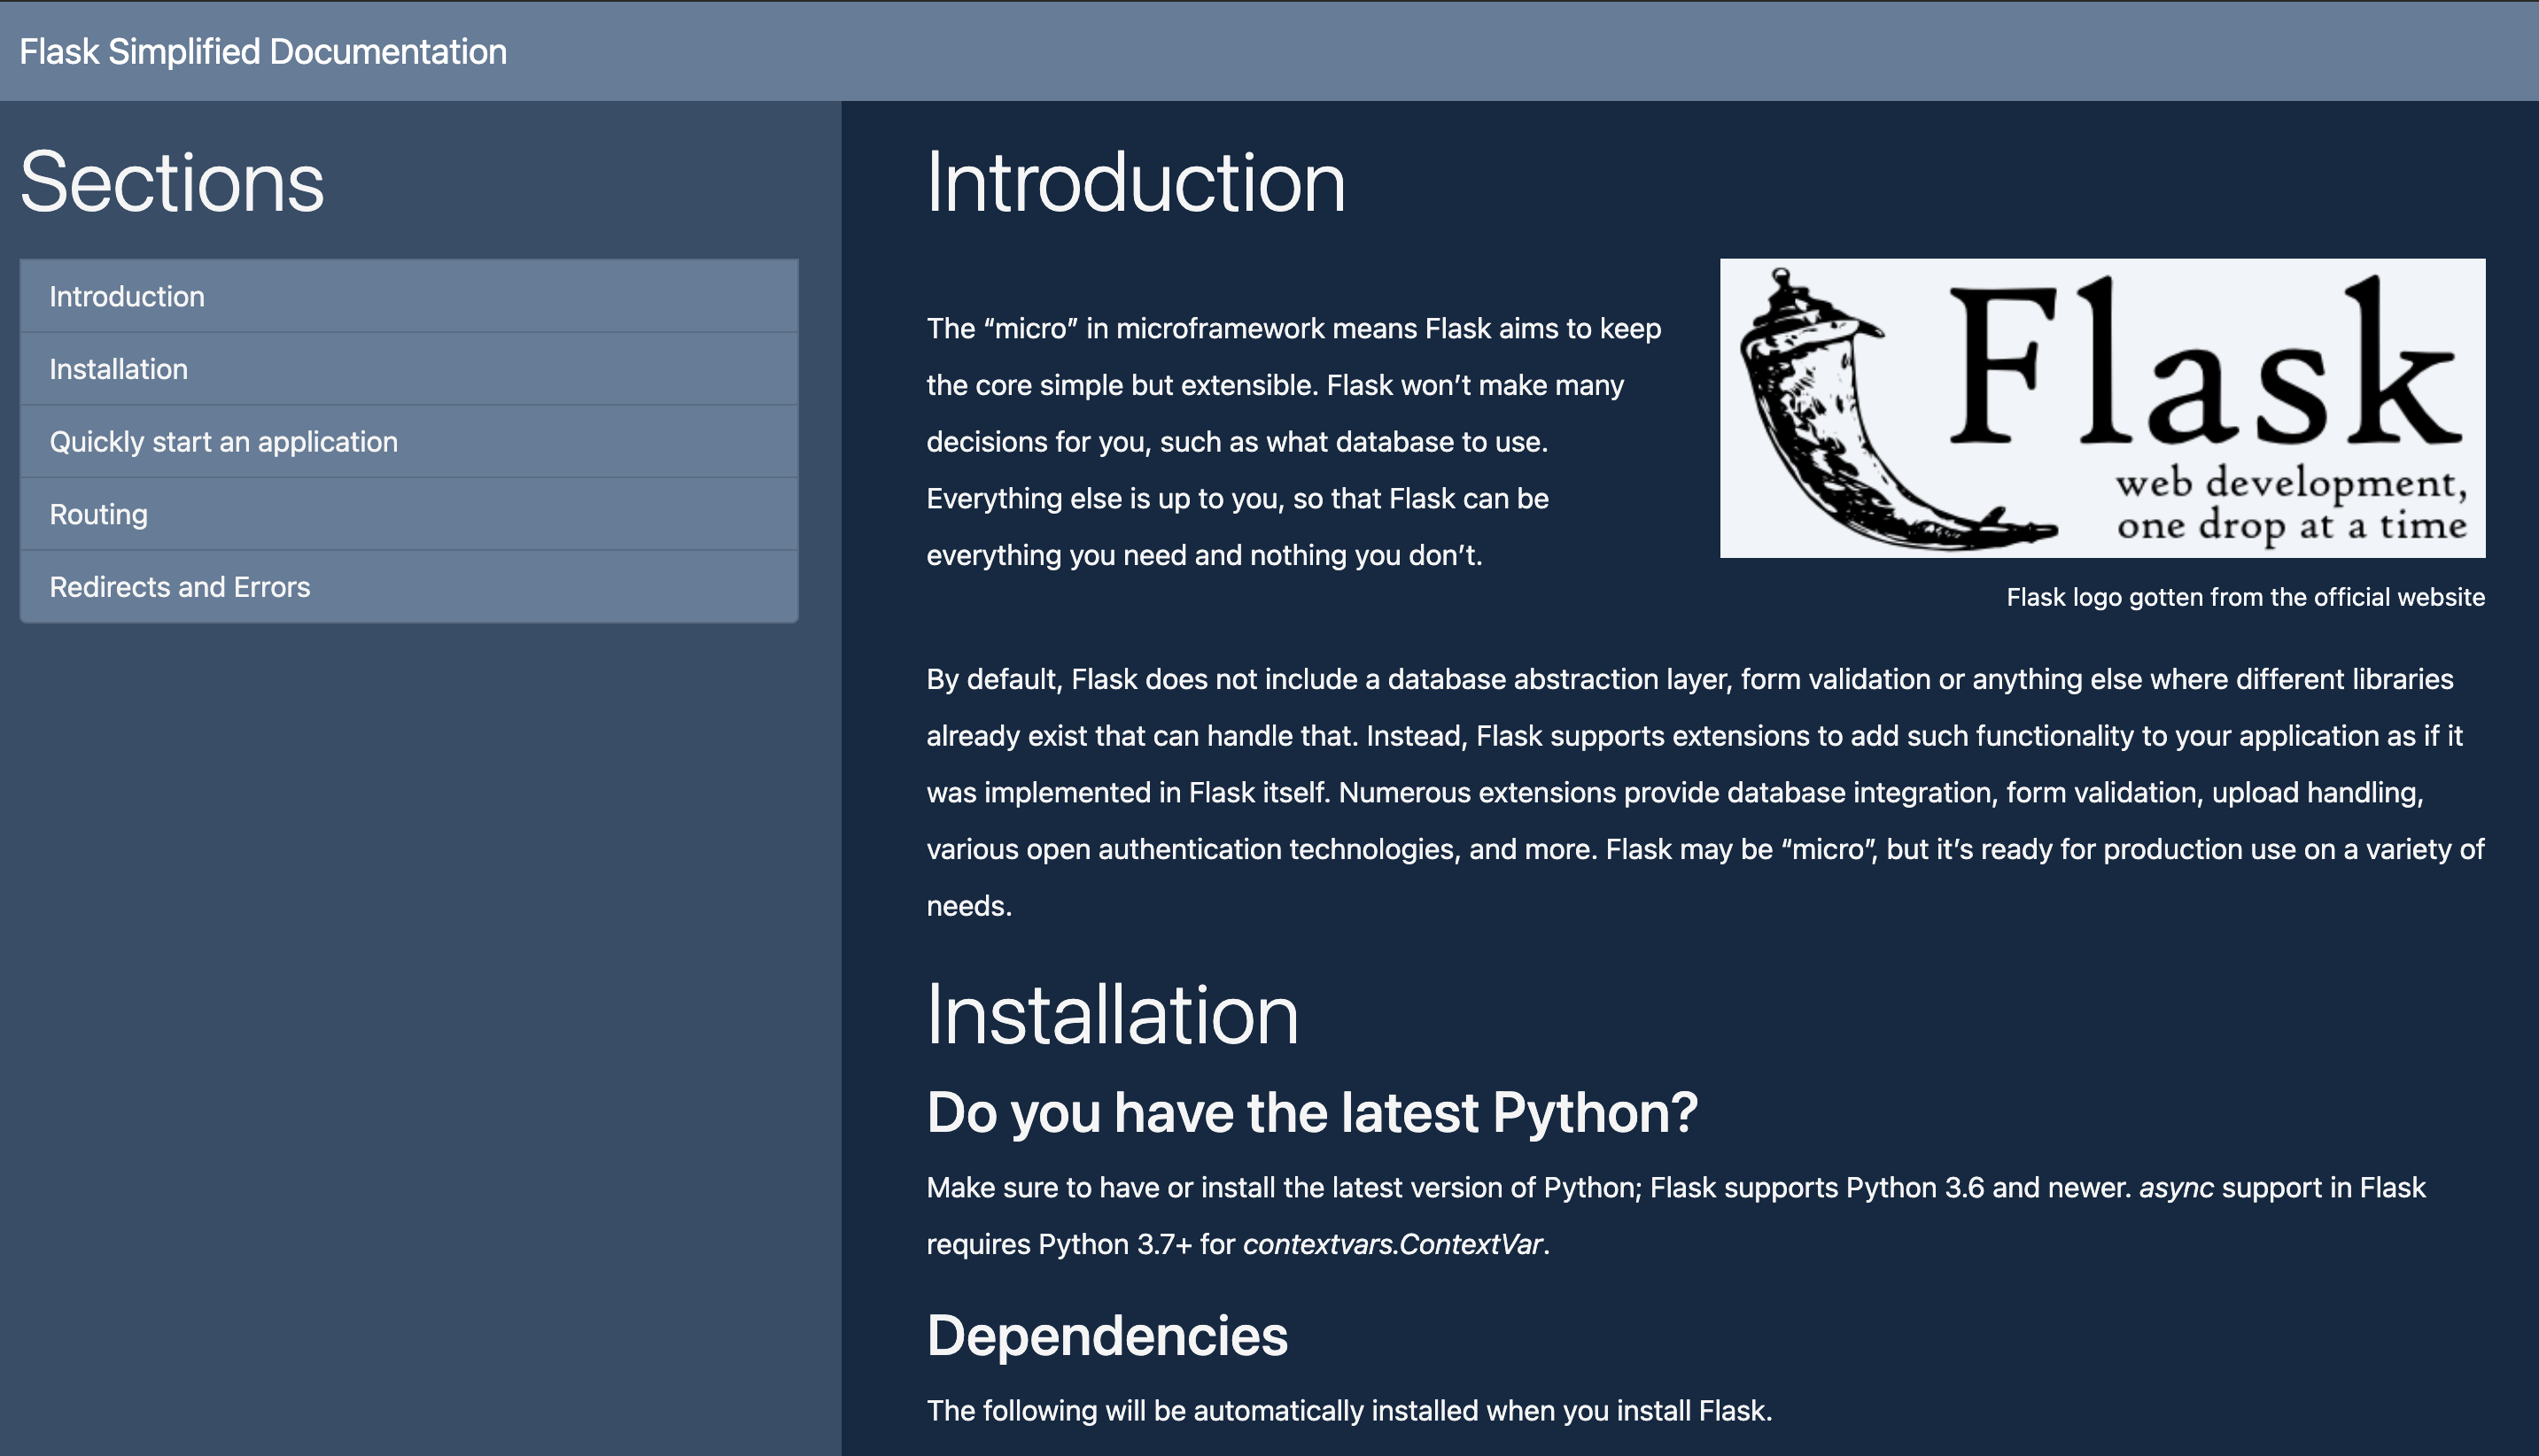 Flask Simplified Documentation
Sections
Introduction
Installation
Quickly start an application
Routing
Redirects and Errors
Introduction
The “micro” in microframework means Flask aims to keep
the core simple but extensible. Flask won’t make many
decisions for you, such as what database to use.
Everything else is up to you, so that Flask can be
everything you need and nothing you don’t.
Flask
web development,
one drop at a time
Flask logo gotten from the official website
By default, Flask does not include a database abstraction layer, form validation or anything else where different libraries
already exist that can handle that. Instead, Flask supports extensions to add such functionality to your application as if it
was implemented in Flask itself. Numerous extensions provide database integration, form validation, upload handling,
various open authentication technologies, and more. Flask may be “micro”, but it’s ready for production use on a variety of
needs.
Installation
Do you have the latest Python?
Make sure to have or install the latest version of Python; Flask supports Python 3.6 and newer. async support in Flask
requires Python 3.7+ for contextvars.ContextVar.
Dependencies
The following will be automatically installed when you install Flask.